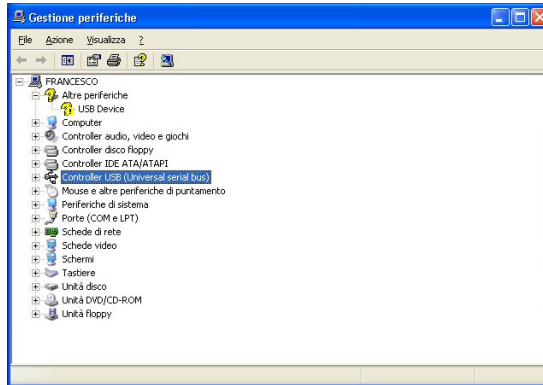 Gestione periferiche
File Azione Visualizza ?
FRANCESCO
Altre periferiche
USB Device
Computer
Controller audio, video e giochi
Controller disco floppy
Controller IDE ATA/ATAPI
Controller USB (Universal serial bus)
Mouse e altre periferiche di puntamento
Periferiche di sistema
Porte (COM e LPT)
Schede di rete
Schede video
Schermi
Tastiere
Unità disco
Unità DVD/CD-ROM
Unità floppy